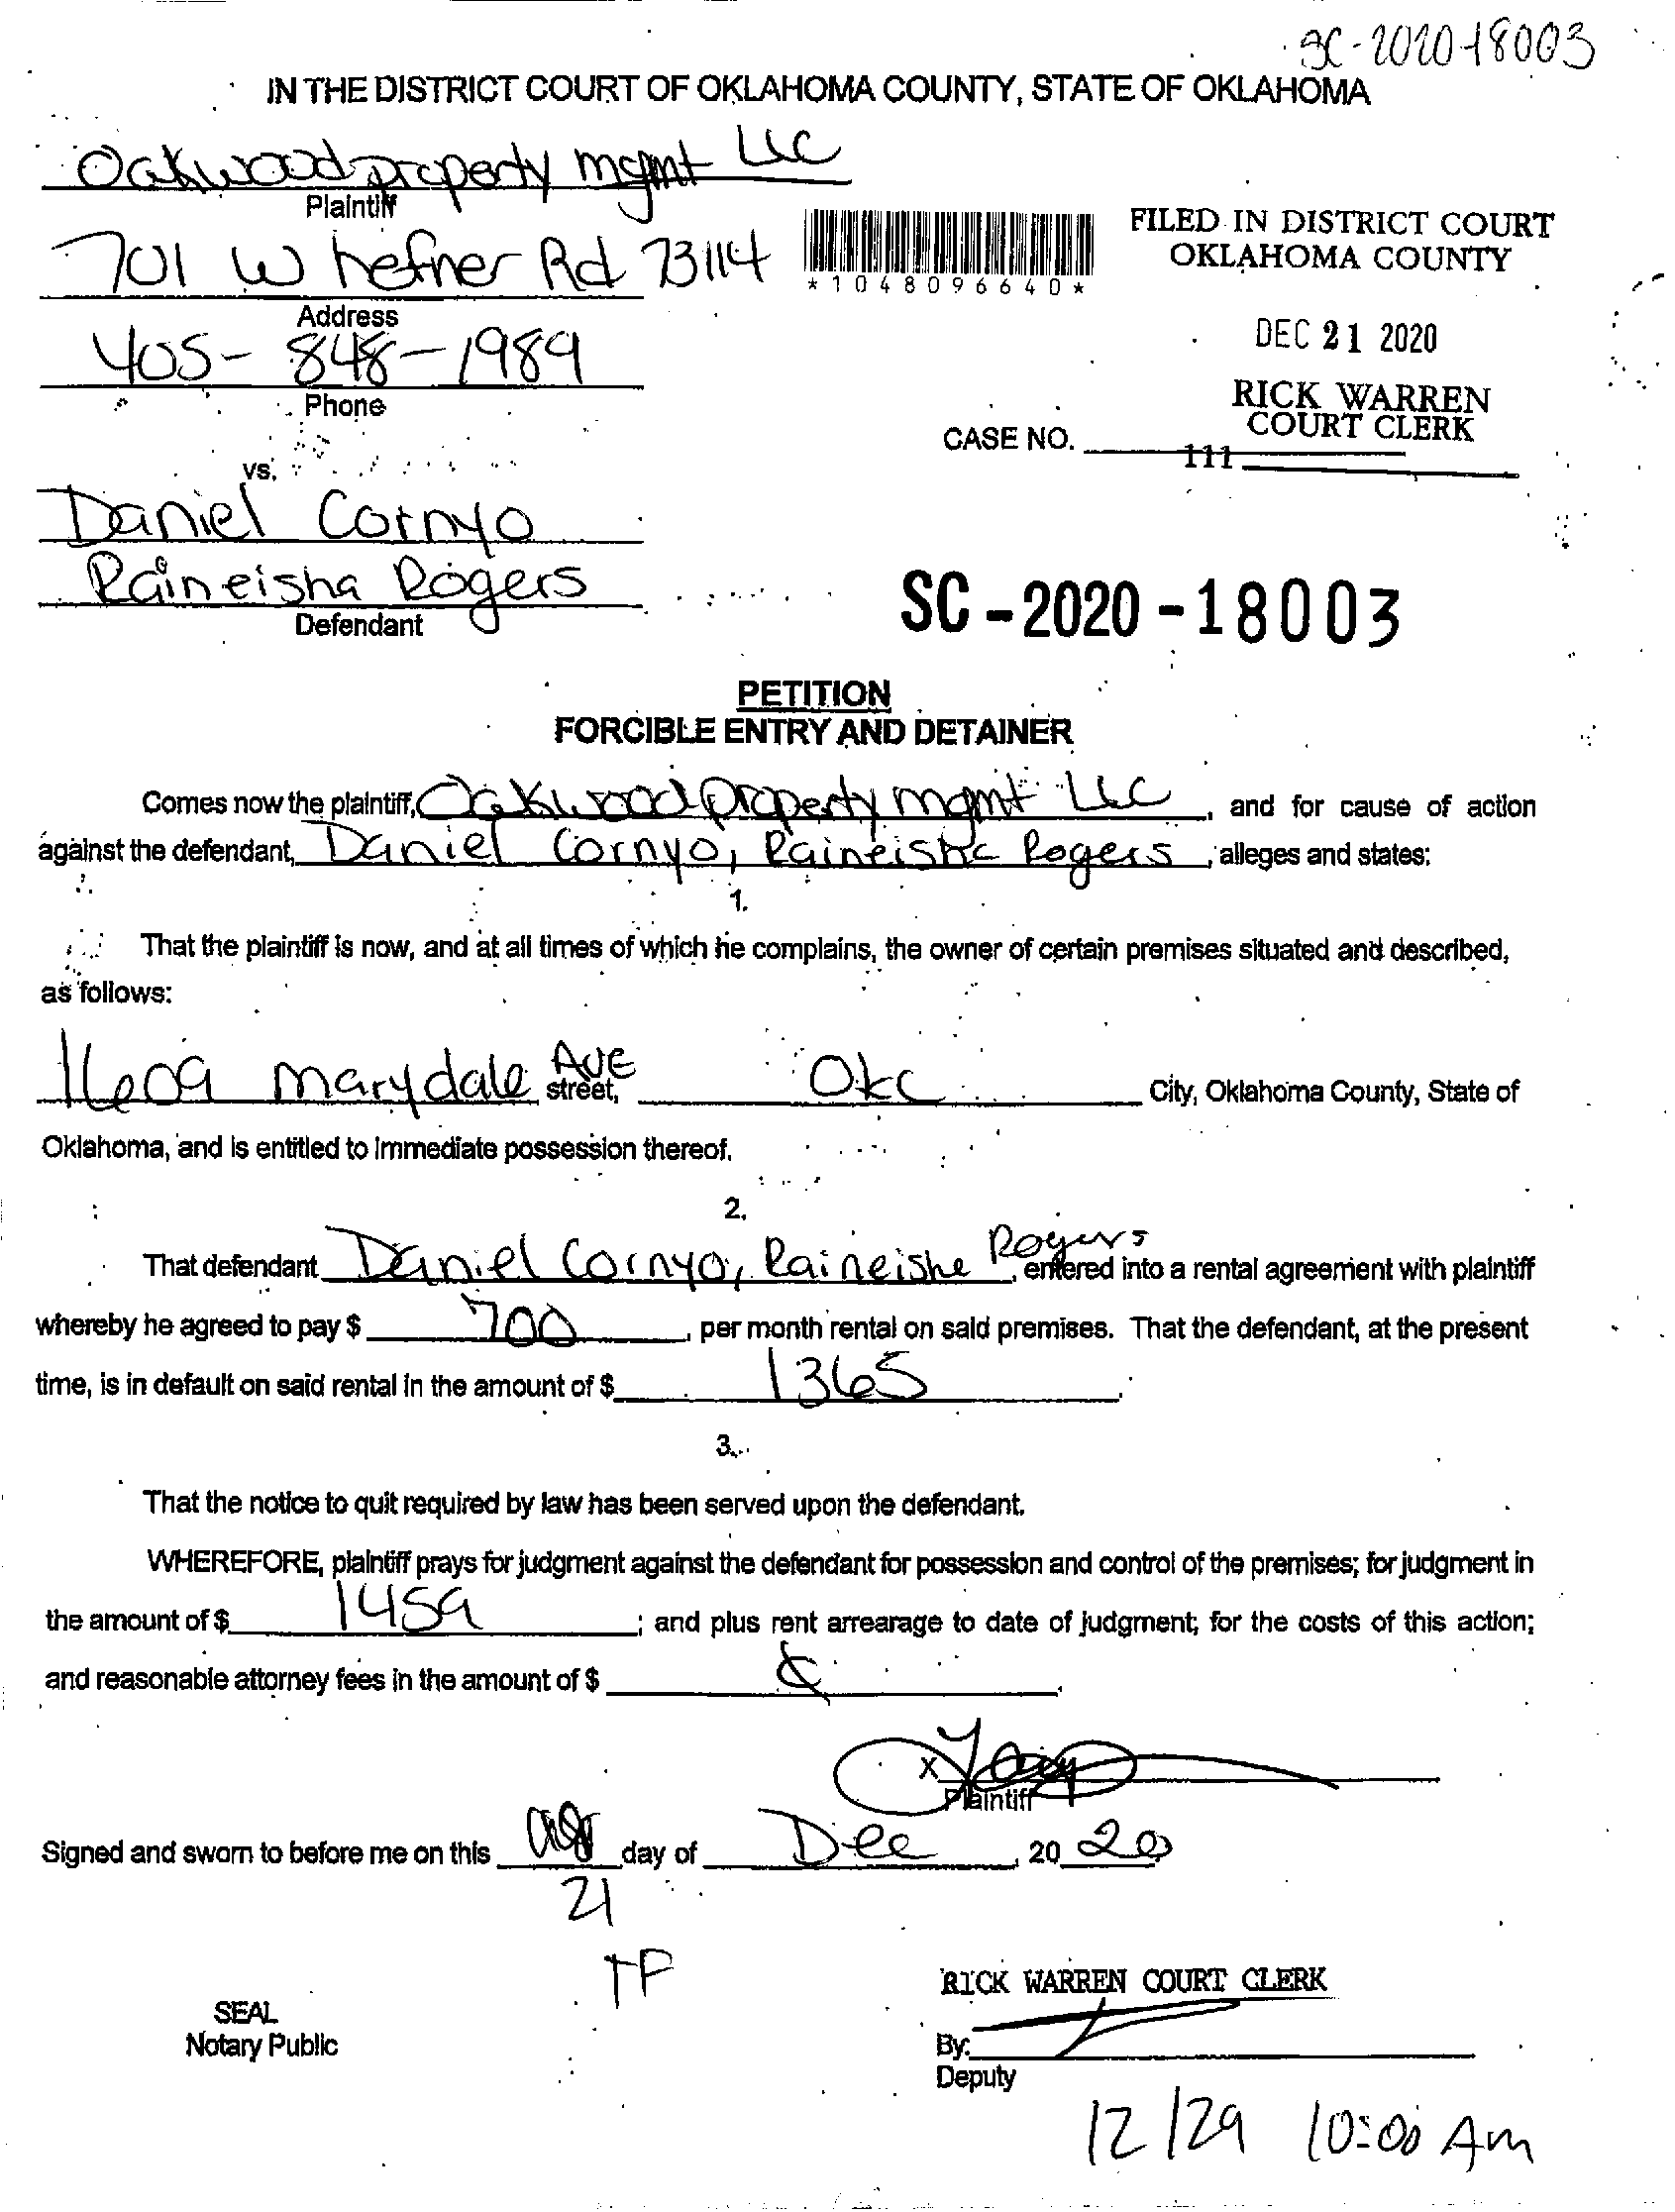 SC-2020-18003
IN THE DISTRICT COURT OF OKLAHOMA COUNTY, STATE OF OKLAHOMA
Oakwood property mgmt LLC
Plaintiff
701 W hefner Rd 73114
Address
405-848-1989
Phone
*1048096640*
FILED IN DISTRICT COURT
OKLAHOMA COUNTY
DEC 21 2020
RICK WARREN
COURT CLERK
CASE NO.
111
vs.
Daniel Cornyo
Raineisha Rogers
Defendant
SC-2020-18003
PETITION
FORCIBLE ENTRY AND DETAINER
Comes now the plaintiff, Oakwood property mgmt LLC, and for cause of action
against the defendant, Daniel Cornyo, Raineisha Rogers, alleges and states:
1.
That the plaintiff is now, and at all times of which he complains, the owner of certain premises situated and described,
as follows:
1609 marydale AVE street, Okc City, Oklahoma County, State of
Oklahoma, and is entitled to immediate possession thereof.
2.
That defendant Daniel Cornyo, Raineishe Rogers, entered into a rental agreement with plaintiff
whereby he agreed to pay $ 700, per month rental on said premises. That the defendant, at the present
time, is in default on said rental in the amount of $ 1365.
3.
That the notice to quit required by law has been served upon the defendant.
WHEREFORE, plaintiff prays for judgment against the defendant for possession and control of the premises; for judgment in
the amount of $ 1459; and plus rent arrearage to date of judgment; for the costs of this action;
and reasonable attorney fees in the amount of $
X
Plaintiff
Signed and sworn to before me on this day of Dec, 20 20
21
TP
RICK WARREN COURT CLERK
SEAL
Notary Public
By:
Deputy
12/29 10:00 Am